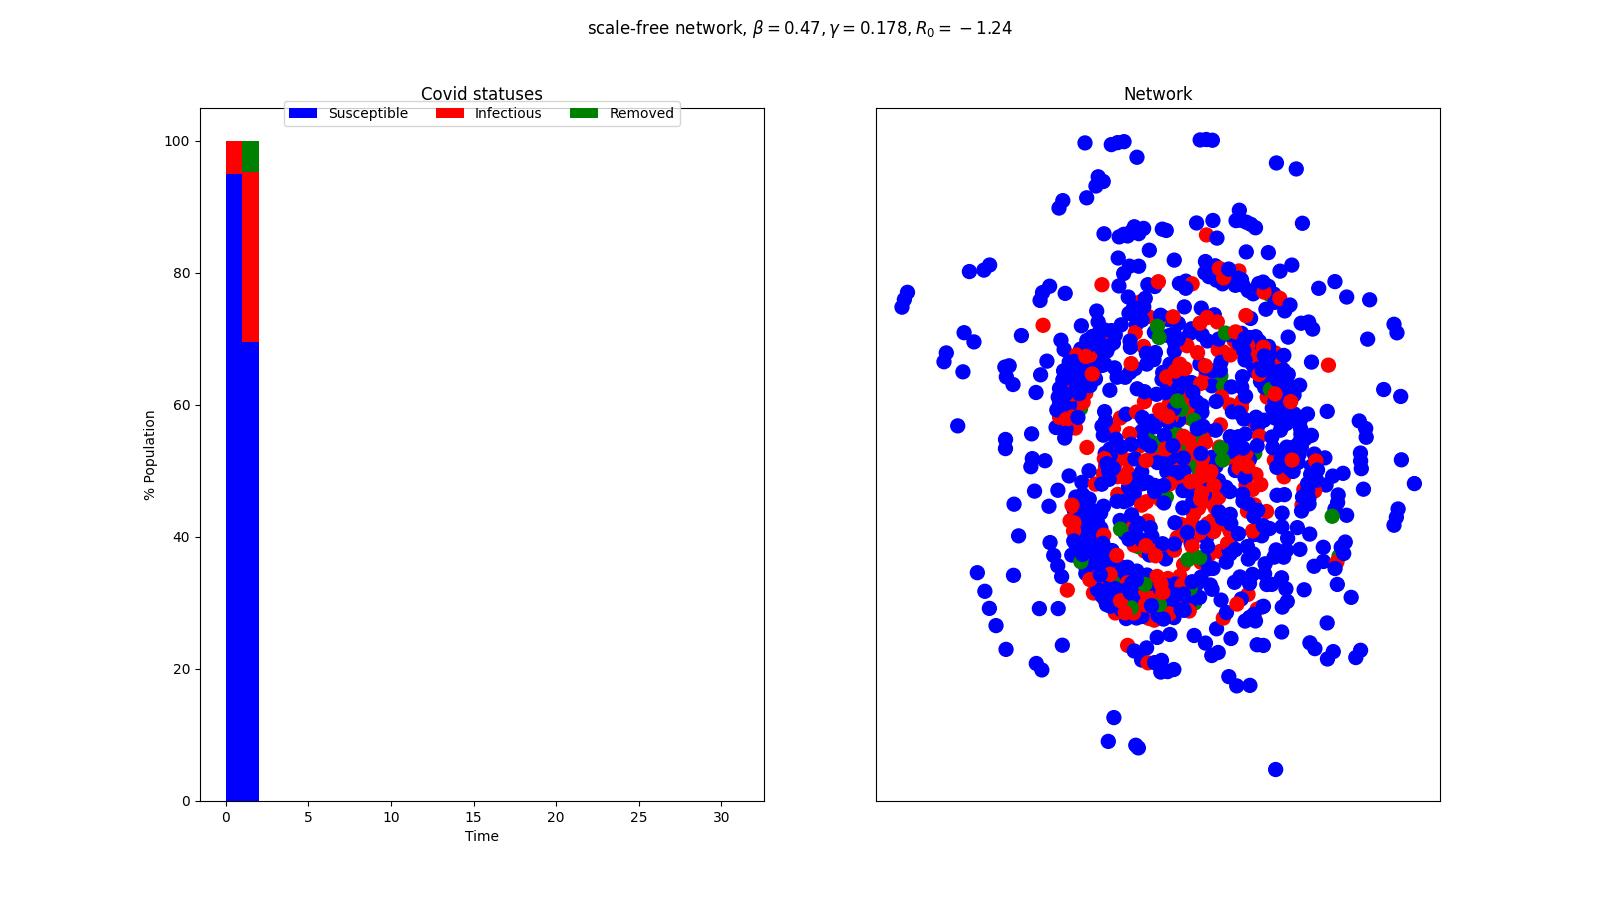 scale-free network, β = 0.47, γ = 0.178, R₀ = − 1.24
Covid statuses
Susceptible Infectious Removed
100
80
60
40
20
0
% Population
0 5 10 15 20 25 30
Time
Network